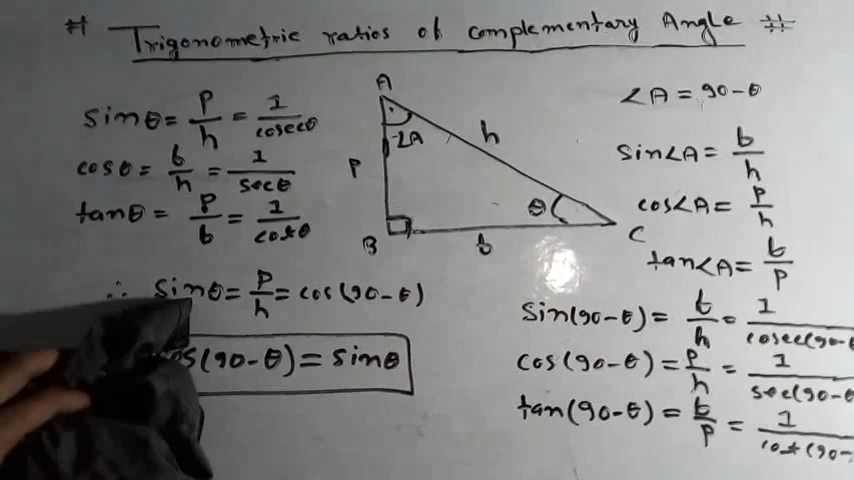 # Trigonometric ratios of complementary Angle #
sinθ = p/h = 1/cosecθ
cosθ = b/h = 1/secθ
tanθ = p/b = 1/cotθ
A
∠A
p
h
θ
B
b
C
∠A = 90-θ
sin∠A = b/h
cos∠A = p/h
tan∠A = b/p
∴ sinθ = p/h = cos(90-θ)
(90-θ) = sinθ
sin(90-θ) = b/h = 1/cosec(90-θ
cos(90-θ) = p/h = 1/sec(90-θ
tan(90-θ) = b/p = 1/cot(90-